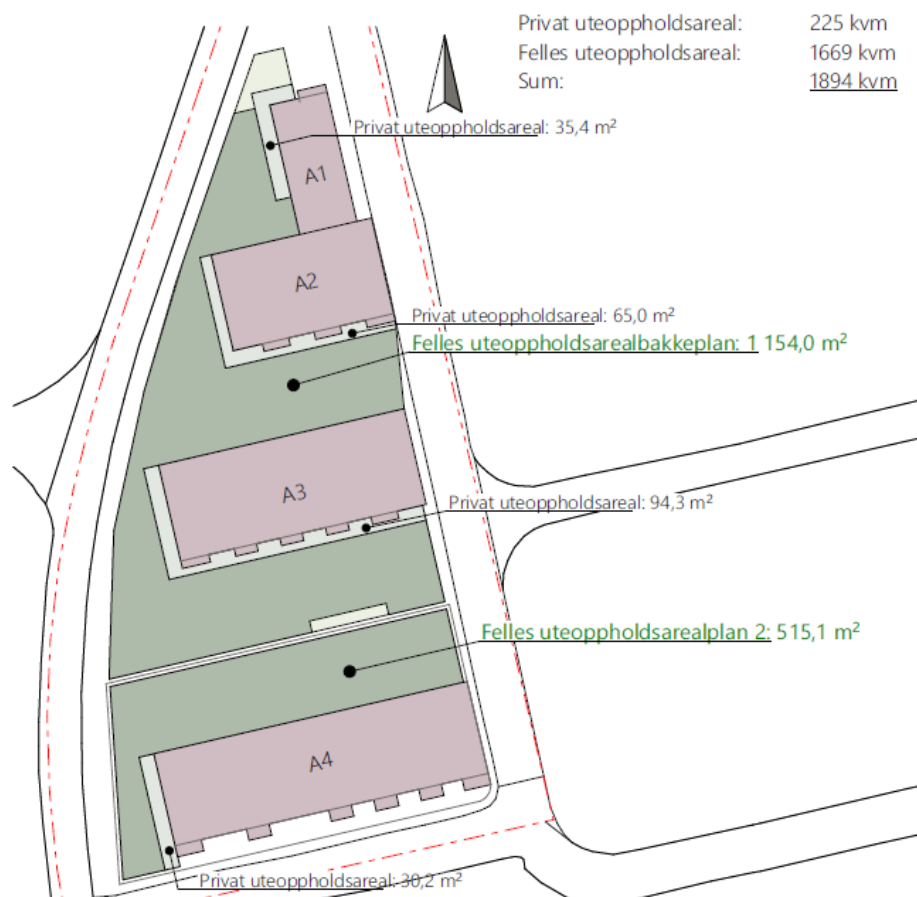 Privat uteoppholdsareal: 225 kvm
Felles uteoppholdsareal: 1669 kvm
Sum: 1894 kvm
Privat uteoppholdsareal: 35,4 m²
A1
A2
Privat uteoppholdsareal: 65,0 m²
Felles uteoppholdsarealbakkeplan: 1 154,0 m²
A3
Privat uteoppholdsareal: 94,3 m²
Felles uteoppholdsarealplan 2: 515,1 m²
A4
Privat uteoppholdsareal: 30,2 m²